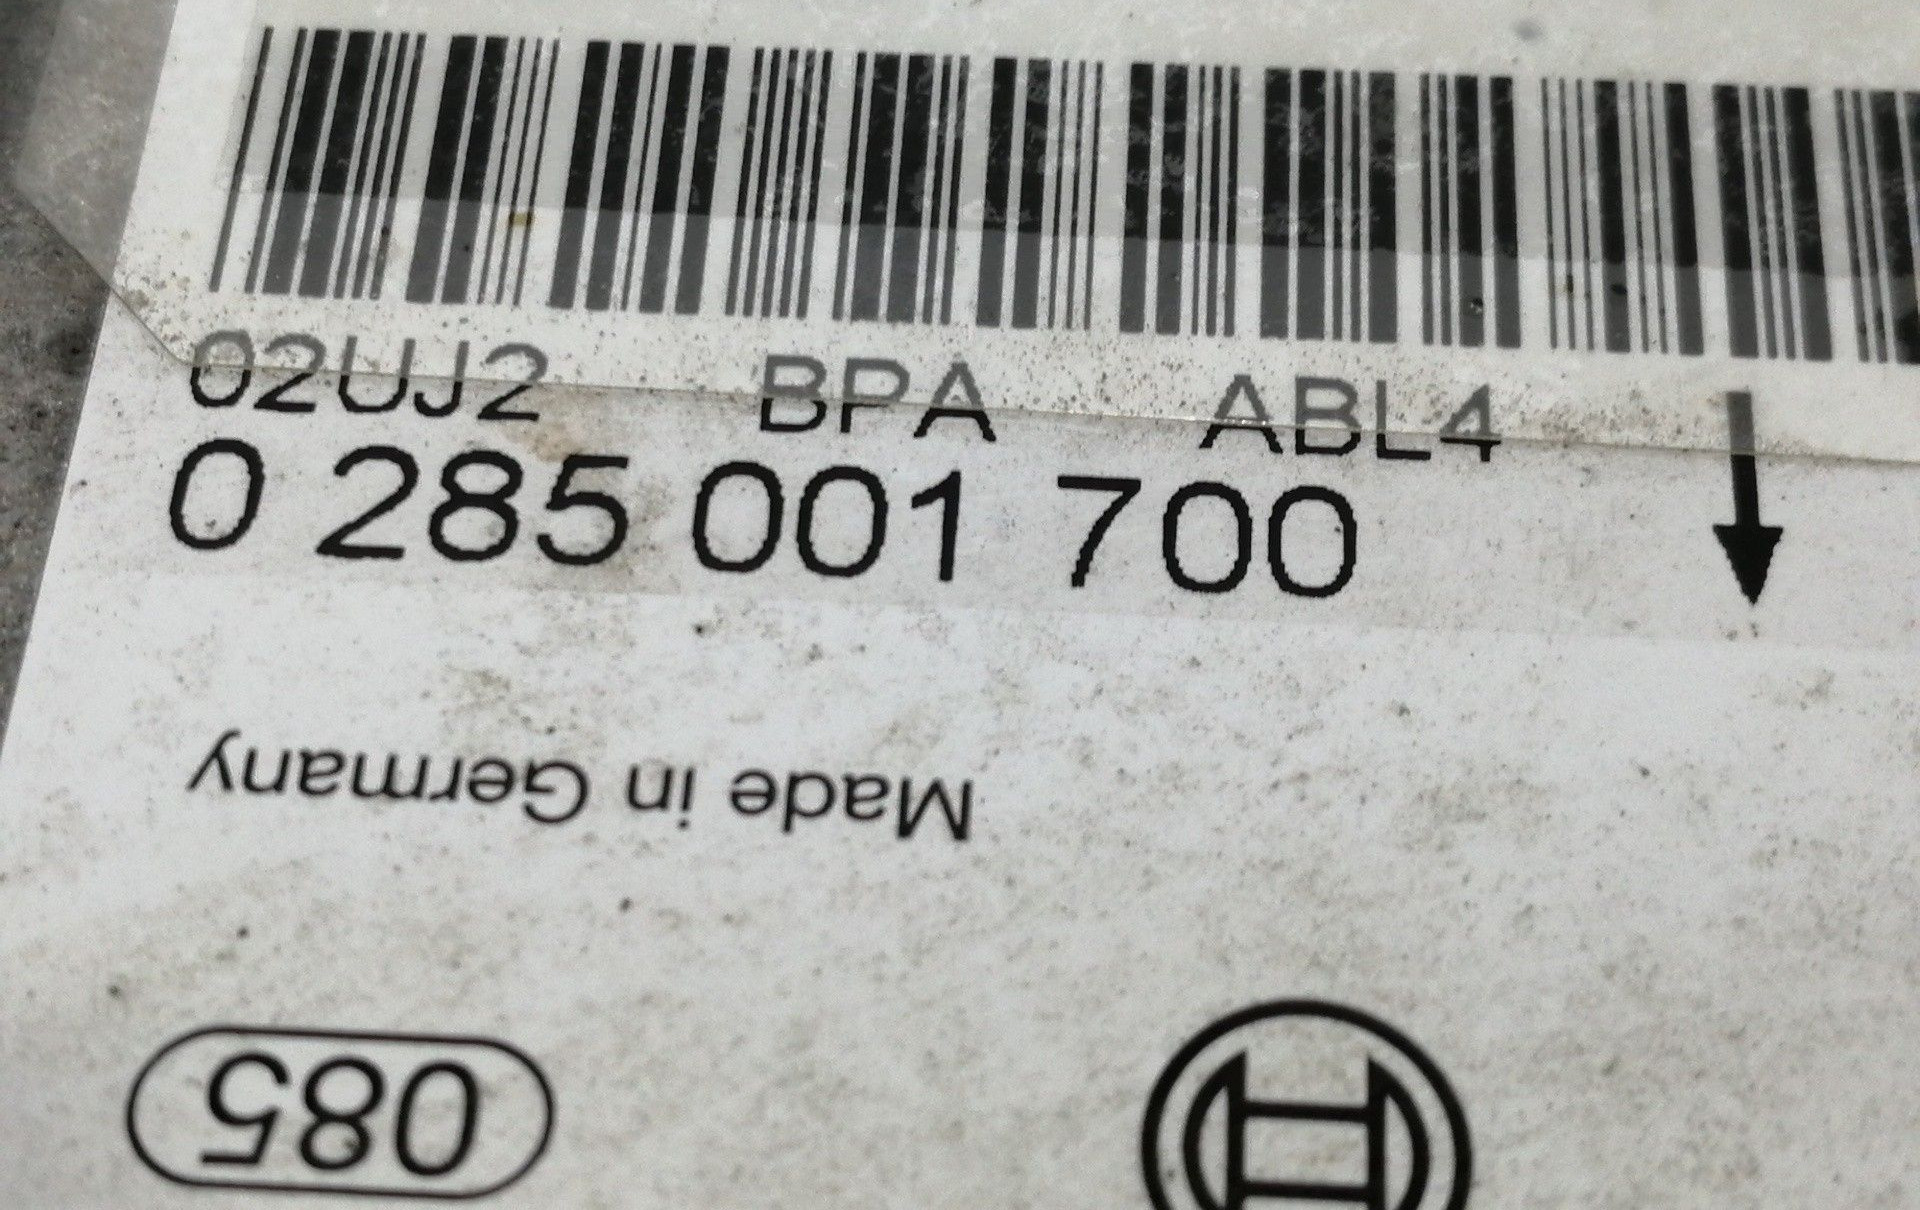 02UJ2 BPA ABL4
0 285 001 700
Made in Germany
085